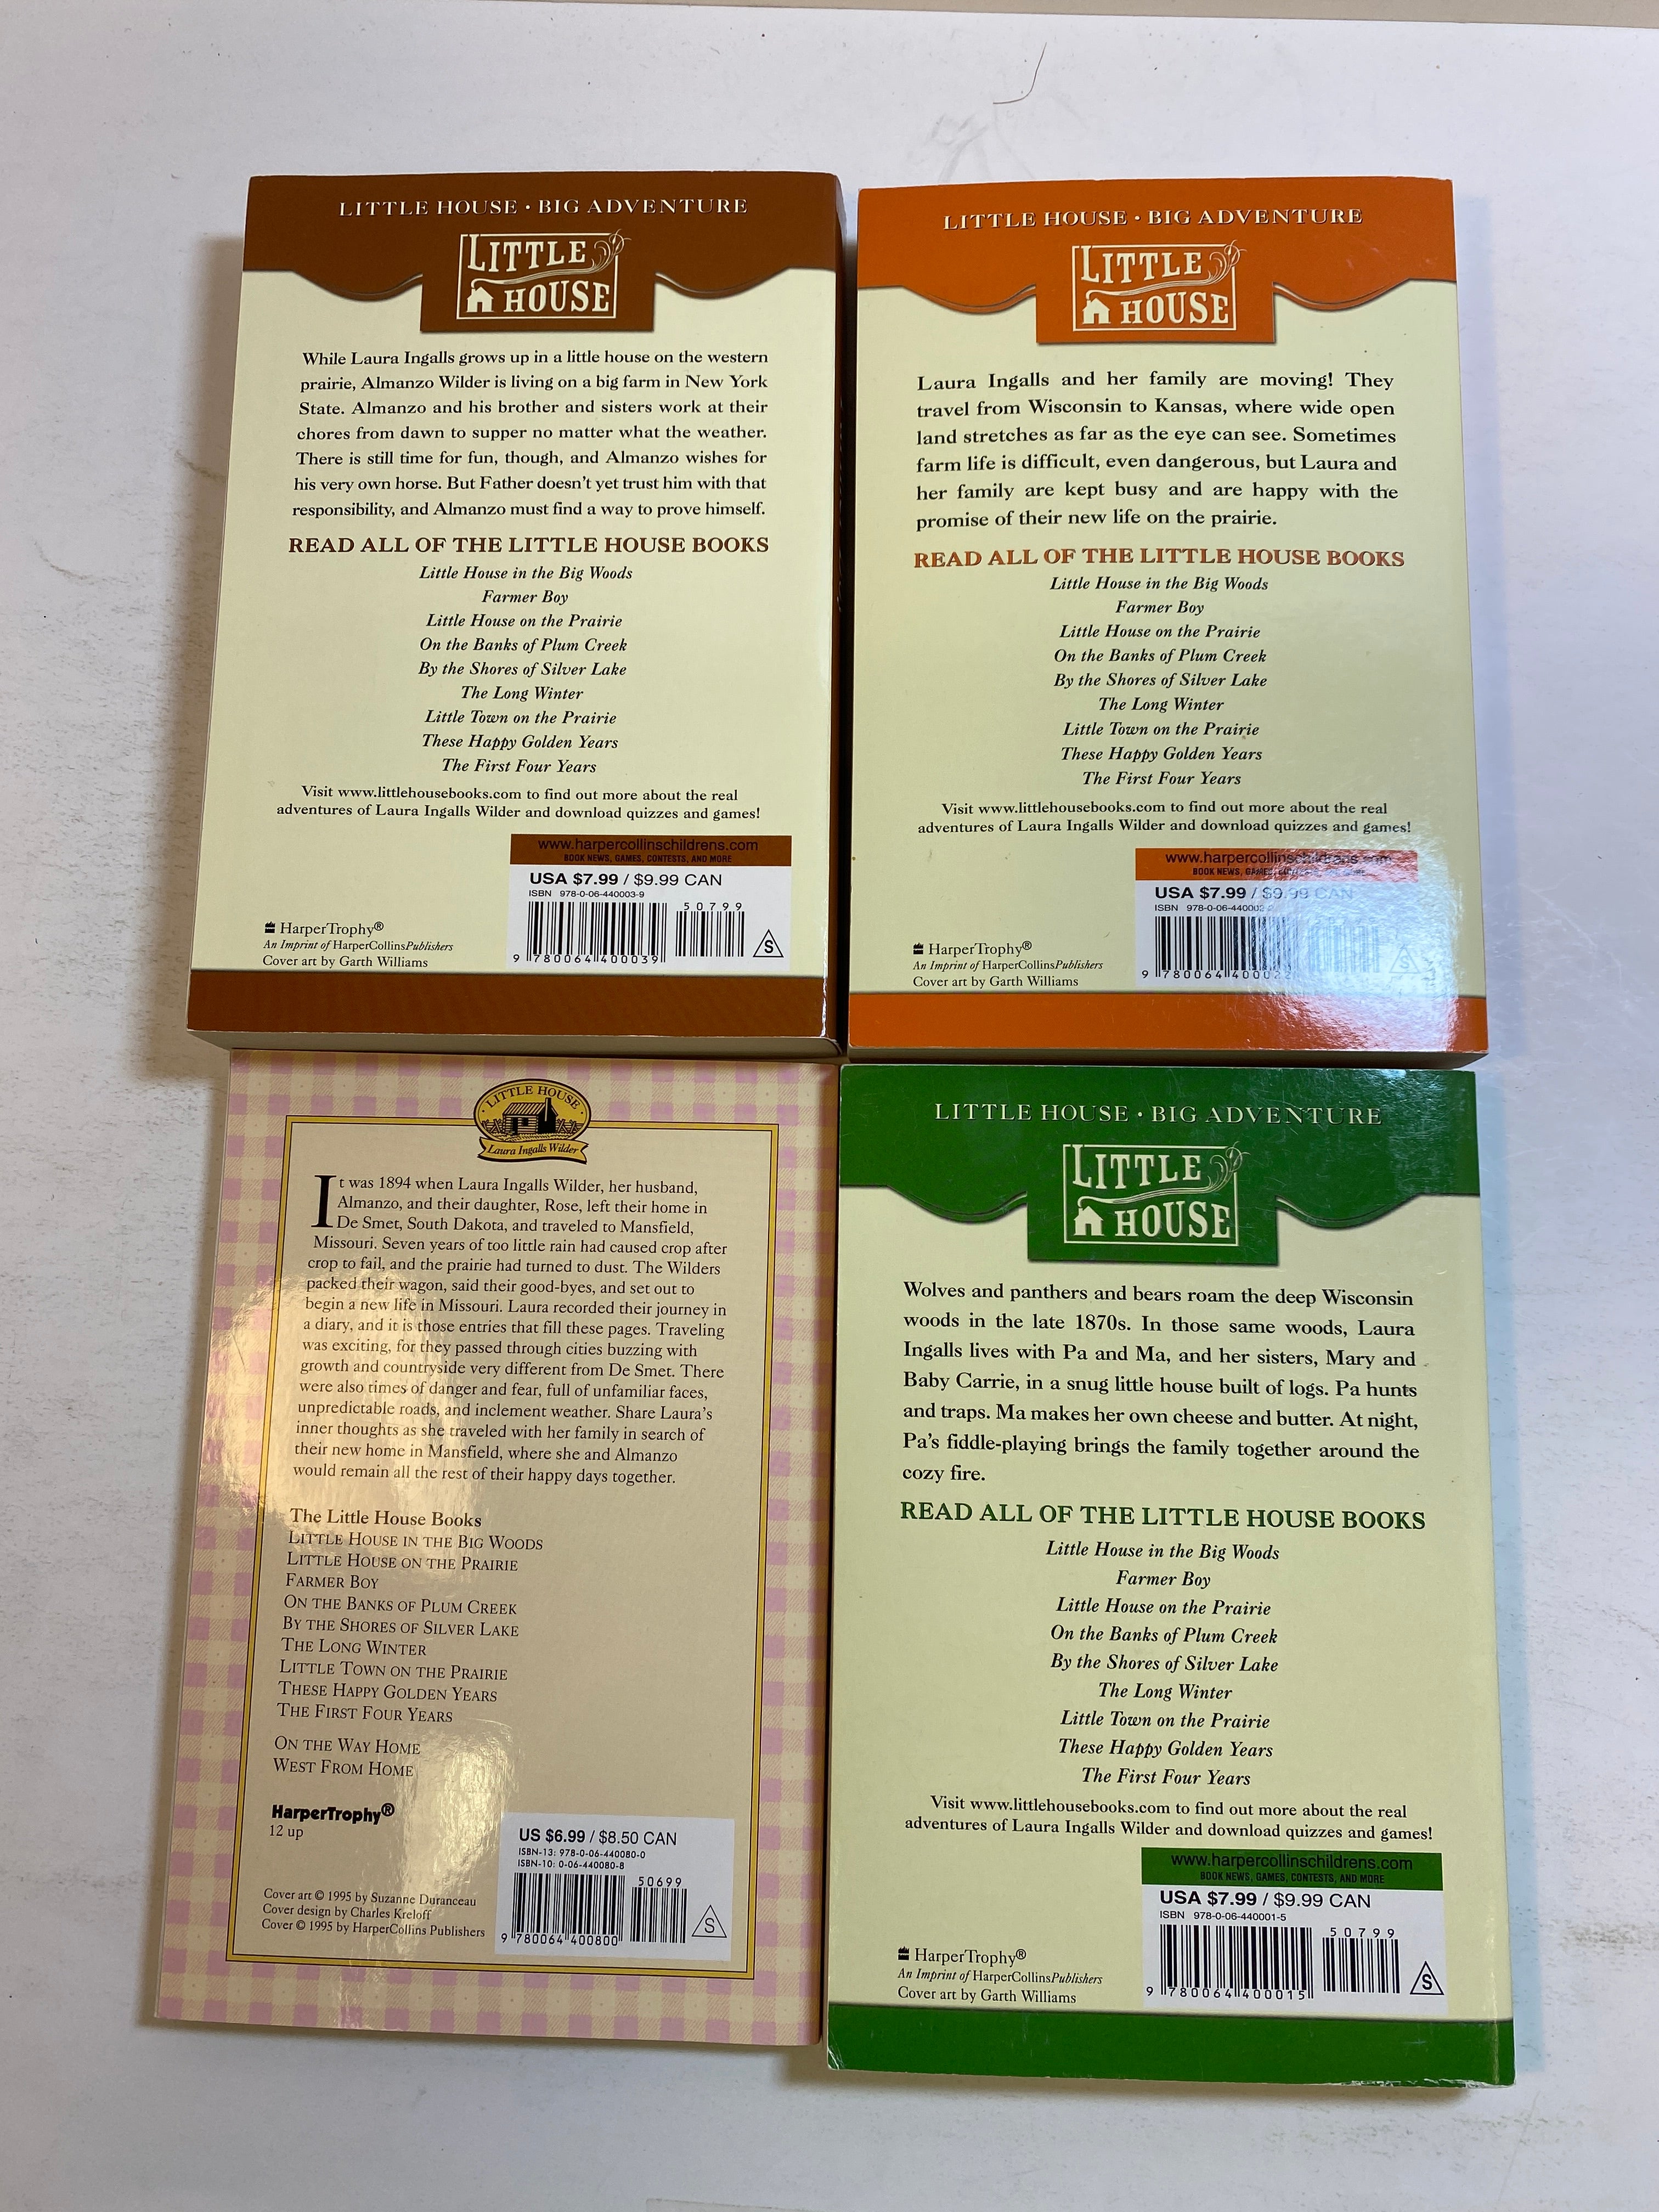 LITTLE HOUSE • BIG ADVENTURE
LITTLE
HOUSE
While Laura Ingalls grows up in a little house on the western
prairie, Almanzo Wilder is living on a big farm in New York
State. Almanzo and his brother and sisters work at their
chores from dawn to supper no matter what the weather.
There is still time for fun, though, and Almanzo wishes for
his very own horse. But Father doesn't yet trust him with that
responsibility, and Almanzo must find a way to prove himself.
READ ALL OF THE LITTLE HOUSE BOOKS
Little House in the Big Woods
Farmer Boy
Little House on the Prairie
On the Banks of Plum Creek
By the Shores of Silver Lake
The Long Winter
Little Town on the Prairie
These Happy Golden Years
The First Four Years
Visit www.littlehousebooks.com to find out more about the real
adventures of Laura Ingalls Wilder and download quizzes and games!
www.harpercollinschildrens.com
BOOK NEWS, GAMES, CONTESTS, AND MORE
USA $7.99 / $9.99 CAN
ISBN 978-0-06-440003-9
50799
9 780064 400039
S
HarperTrophy®
An Imprint of HarperCollinsPublishers
Cover art by Garth Williams
LITTLE HOUSE • BIG ADVENTURE
LITTLE
HOUSE
Laura Ingalls and her family are moving! They
travel from Wisconsin to Kansas, where wide open
land stretches as far as the eye can see. Sometimes
farm life is difficult, even dangerous, but Laura and
her family are kept busy and are happy with the
promise of their new life on the prairie.
READ ALL OF THE LITTLE HOUSE BOOKS
Little House in the Big Woods
Farmer Boy
Little House on the Prairie
On the Banks of Plum Creek
By the Shores of Silver Lake
The Long Winter
Little Town on the Prairie
These Happy Golden Years
The First Four Years
Visit www.littlehousebooks.com to find out more about the real
adventures of Laura Ingalls Wilder and download quizzes and games!
www.harpercollinschildrens.com
BOOK NEWS, GAMES,
USA $7.99 / $9.99 CAN
ISBN
S
HarperTrophy®
An Imprint of HarperCollinsPublishers
Cover art by Garth Williams
LITTLE HOUSE
Laura Ingalls Wilder
It was 1894 when Laura Ingalls Wilder, her husband,
Almanzo, and their daughter, Rose, left their home in
De Smet, South Dakota, and traveled to Mansfield,
Missouri. Seven years of too little rain had caused crop after
crop to fail, and the prairie had turned to dust. The Wilders
packed their wagon, said their good-byes, and set out to
begin a new life in Missouri. Laura recorded their journey in
a diary, and it is those entries that fill these pages. Traveling
was exciting, for they passed through cities buzzing with
growth and countryside very different from De Smet. There
were also times of danger and fear, full of unfamiliar faces,
unpredictable roads, and inclement weather. Share Laura's
inner thoughts as she traveled with her family in search of
their new home in Mansfield, where she and Almanzo
would remain all the rest of their happy days together.
The Little House Books
LITTLE HOUSE IN THE BIG WOODS
LITTLE HOUSE ON THE PRAIRIE
FARMER BOY
ON THE BANKS OF PLUM CREEK
BY THE SHORES OF SILVER LAKE
THE LONG WINTER
LITTLE TOWN ON THE PRAIRIE
THESE HAPPY GOLDEN YEARS
THE FIRST FOUR YEARS
ON THE WAY HOME
WEST FROM HOME
HarperTrophy®
12 up
US $6.99 / $8.50 CAN
ISBN-13: 978-0-06-440080-0
ISBN-10: 0-06-440080-8
50699
9 780064 400800
S
Cover art © 1995 by Suzanne Duranceau
Cover design by Charles Kreloff
Cover © 1995 by HarperCollins Publishers
LITTLE HOUSE • BIG ADVENTURE
LITTLE
HOUSE
Wolves and panthers and bears roam the deep Wisconsin
woods in the late 1870s. In those same woods, Laura
Ingalls lives with Pa and Ma, and her sisters, Mary and
Baby Carrie, in a snug little house built of logs. Pa hunts
and traps. Ma makes her own cheese and butter. At night,
Pa's fiddle-playing brings the family together around the
cozy fire.
READ ALL OF THE LITTLE HOUSE BOOKS
Little House in the Big Woods
Farmer Boy
Little House on the Prairie
On the Banks of Plum Creek
By the Shores of Silver Lake
The Long Winter
Little Town on the Prairie
These Happy Golden Years
The First Four Years
Visit www.littlehousebooks.com to find out more about the real
adventures of Laura Ingalls Wilder and download quizzes and games!
www.harpercollinschildrens.com
BOOK NEWS, GAMES, CONTESTS, AND MORE
USA $7.99 / $9.99 CAN
ISBN 978-0-06-440001-5
50799
9 780064 400015
S
HarperTrophy®
An Imprint of HarperCollinsPublishers
Cover art by Garth Williams